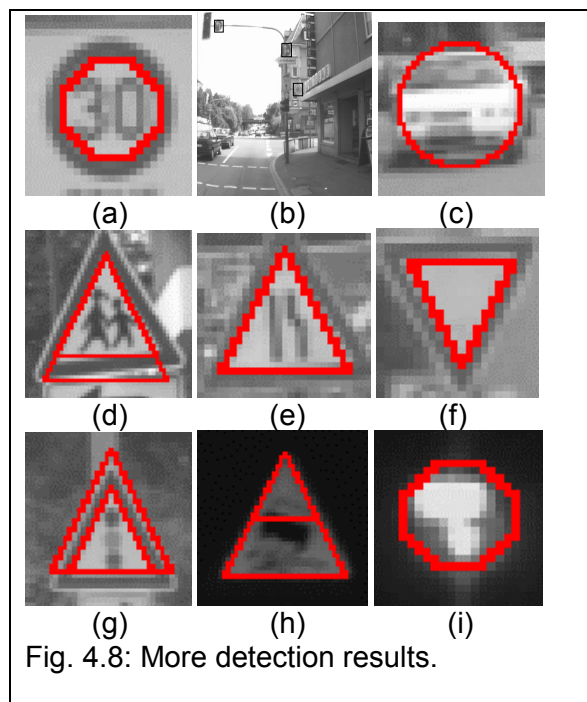 30
(a) (b) (c)
(d) (e) (f)
(g) (h) (i)
Fig. 4.8: More detection results.